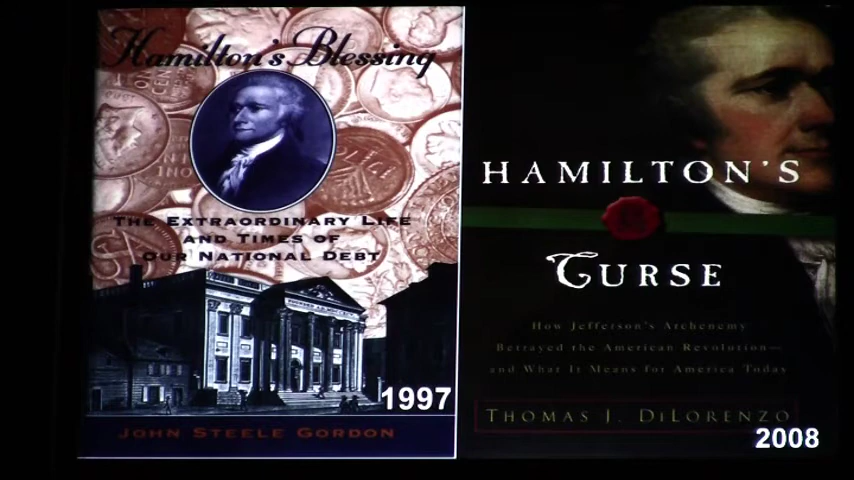 Hamilton's Blessing
THE EXTRAORDINARY LIFE
AND TIMES OF
OUR NATIONAL DEBT
1997
JOHN STEELE GORDON
HAMILTON'S
CURSE
How Jefferson's Archenemy
Betrayed the American Revolution—
and What It Means for America Today
THOMAS J. DILORENZO
2008